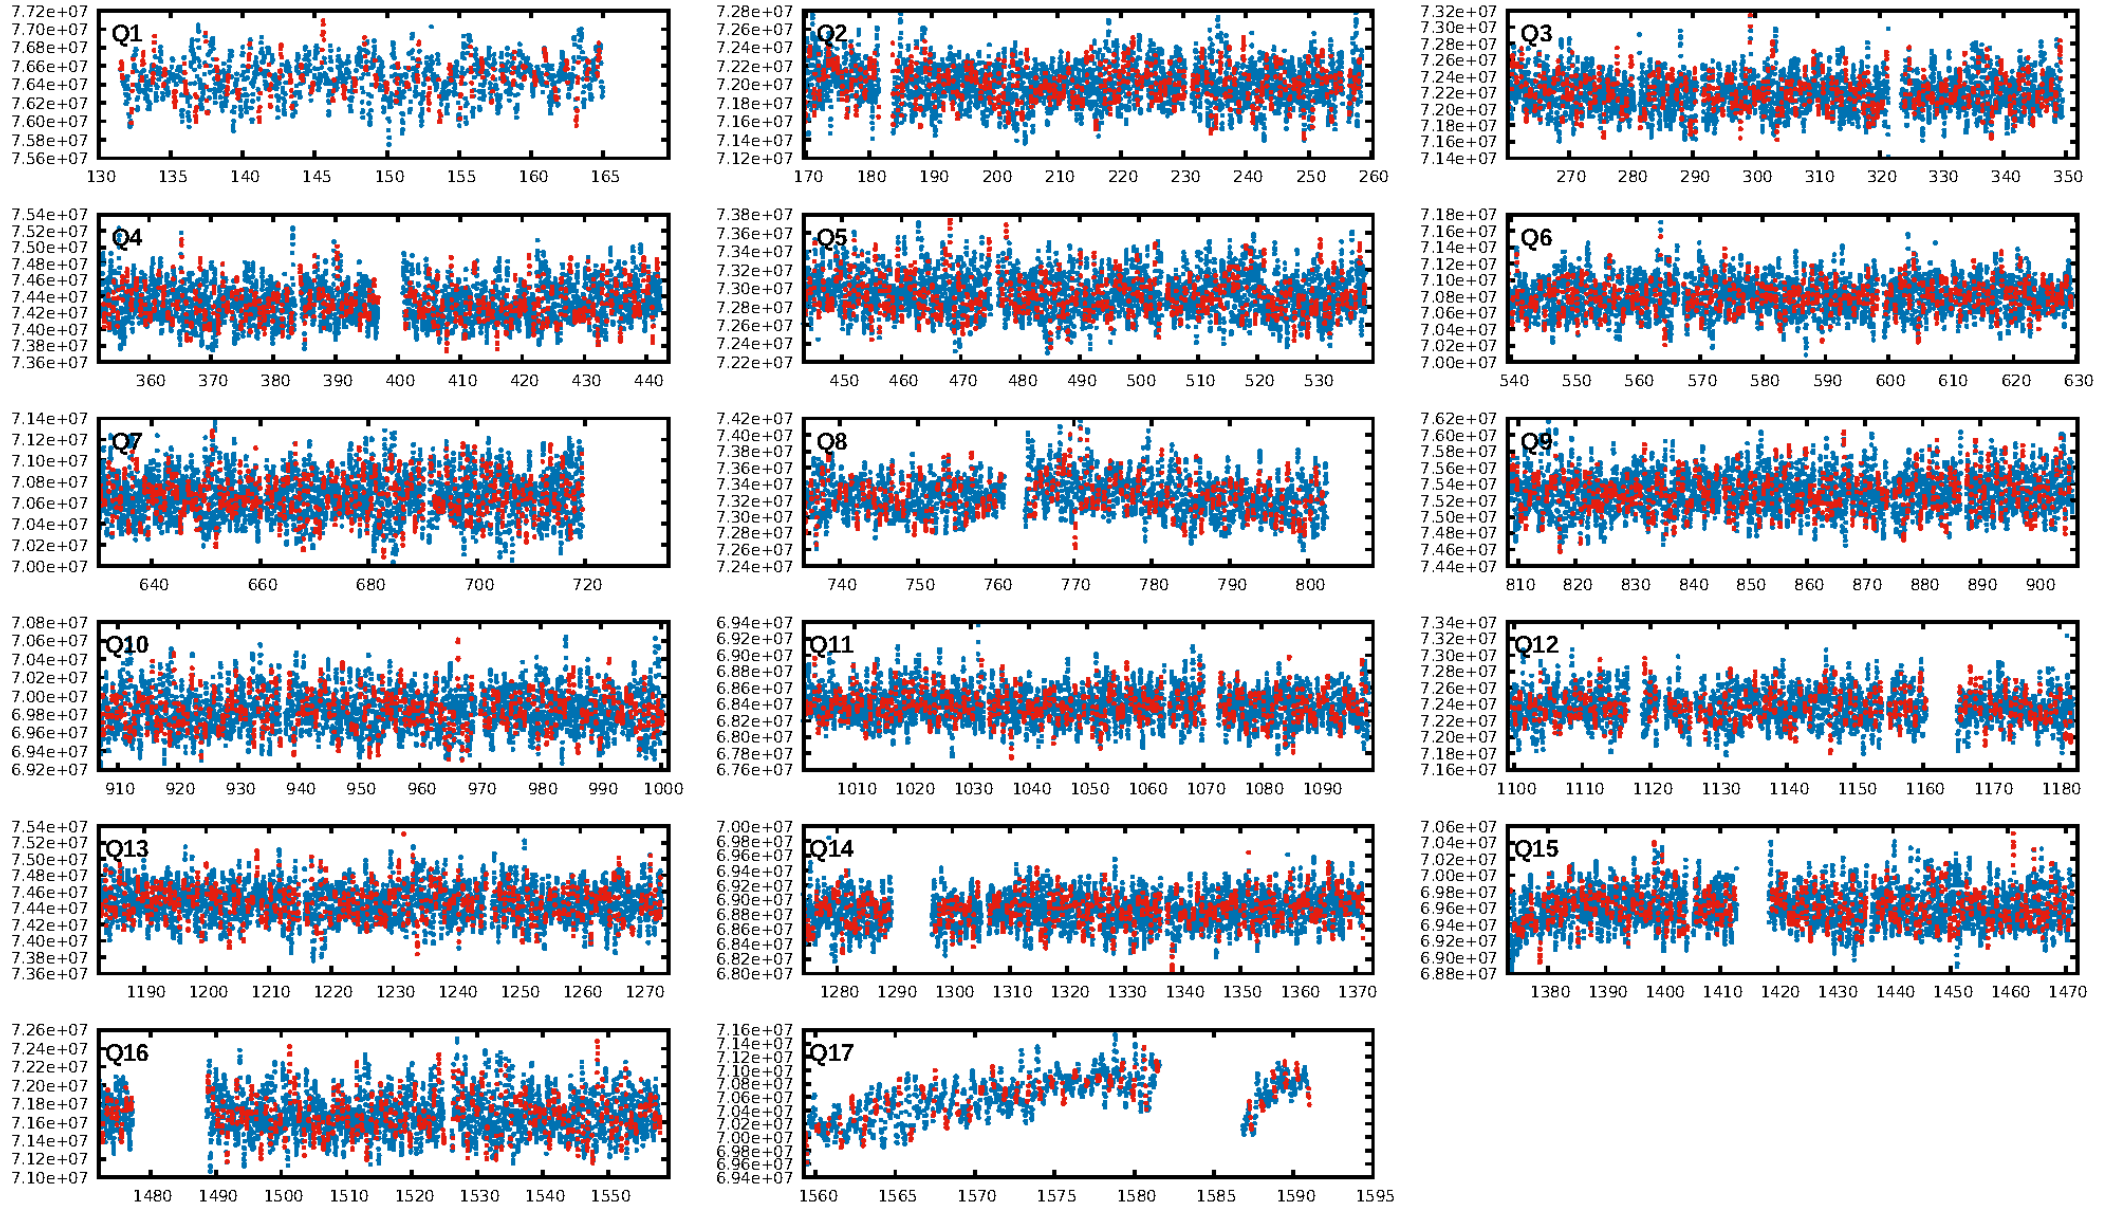 7.72e+07
7.70e+07
7.68e+07
7.66e+07
7.64e+07
7.62e+07
7.60e+07
7.58e+07
7.56e+07
Q1
130 135 140 145 150 155 160 165
7.28e+07
7.26e+07
7.24e+07
7.22e+07
7.20e+07
7.18e+07
7.16e+07
7.14e+07
7.12e+07
Q2
170 180 190 200 210 220 230 240 250 260
7.32e+07
7.30e+07
7.28e+07
7.26e+07
7.24e+07
7.22e+07
7.20e+07
7.18e+07
7.16e+07
7.14e+07
Q3
270 280 290 300 310 320 330 340 350
7.54e+07
7.52e+07
7.50e+07
7.48e+07
7.46e+07
7.44e+07
7.42e+07
7.40e+07
7.38e+07
7.36e+07
Q4
360 370 380 390 400 410 420 430 440
7.38e+07
7.36e+07
7.34e+07
7.32e+07
7.30e+07
7.28e+07
7.26e+07
7.24e+07
7.22e+07
Q5
450 460 470 480 490 500 510 520 530
7.18e+07
7.16e+07
7.14e+07
7.12e+07
7.10e+07
7.08e+07
7.06e+07
7.04e+07
7.02e+07
7.00e+07
Q6
540 550 560 570 580 590 600 610 620 630
7.14e+07
7.12e+07
7.10e+07
7.08e+07
7.06e+07
7.04e+07
7.02e+07
7.00e+07
Q7
640 660 680 700 720
7.42e+07
7.40e+07
7.38e+07
7.36e+07
7.34e+07
7.32e+07
7.30e+07
7.28e+07
7.26e+07
7.24e+07
Q8
740 750 760 770 780 790 800
7.62e+07
7.60e+07
7.58e+07
7.56e+07
7.54e+07
7.52e+07
7.50e+07
7.48e+07
7.46e+07
7.44e+07
Q9
810 820 830 840 850 860 870 880 890 900
7.08e+07
7.06e+07
7.04e+07
7.02e+07
7.00e+07
6.98e+07
6.96e+07
6.94e+07
6.92e+07
Q10
910 920 930 940 950 960 970 980 990 1000
6.94e+07
6.92e+07
6.90e+07
6.88e+07
6.86e+07
6.84e+07
6.82e+07
6.80e+07
6.78e+07
6.76e+07
Q11
1010 1020 1030 1040 1050 1060 1070 1080 1090
7.34e+07
7.32e+07
7.30e+07
7.28e+07
7.26e+07
7.24e+07
7.22e+07
7.20e+07
7.18e+07
7.16e+07
Q12
1100 1110 1120 1130 1140 1150 1160 1170 1180
7.54e+07
7.52e+07
7.50e+07
7.48e+07
7.46e+07
7.44e+07
7.42e+07
7.40e+07
7.38e+07
7.36e+07
Q13
1190 1200 1210 1220 1230 1240 1250 1260 1270
7.00e+07
6.98e+07
6.96e+07
6.94e+07
6.92e+07
6.90e+07
6.88e+07
6.86e+07
6.84e+07
6.82e+07
6.80e+07
Q14
1280 1290 1300 1310 1320 1330 1340 1350 1360 1370
7.06e+07
7.04e+07
7.02e+07
7.00e+07
6.98e+07
6.96e+07
6.94e+07
6.92e+07
6.90e+07
6.88e+07
Q15
1380 1390 1400 1410 1420 1430 1440 1450 1460 1470
7.26e+07
7.24e+07
7.22e+07
7.20e+07
7.18e+07
7.16e+07
7.14e+07
7.12e+07
7.10e+07
Q16
1480 1490 1500 1510 1520 1530 1540 1550
7.16e+07
7.14e+07
7.12e+07
7.10e+07
7.08e+07
7.06e+07
7.04e+07
7.02e+07
7.00e+07
6.98e+07
6.96e+07
6.94e+07
Q17
1560 1565 1570 1575 1580 1585 1590 1595